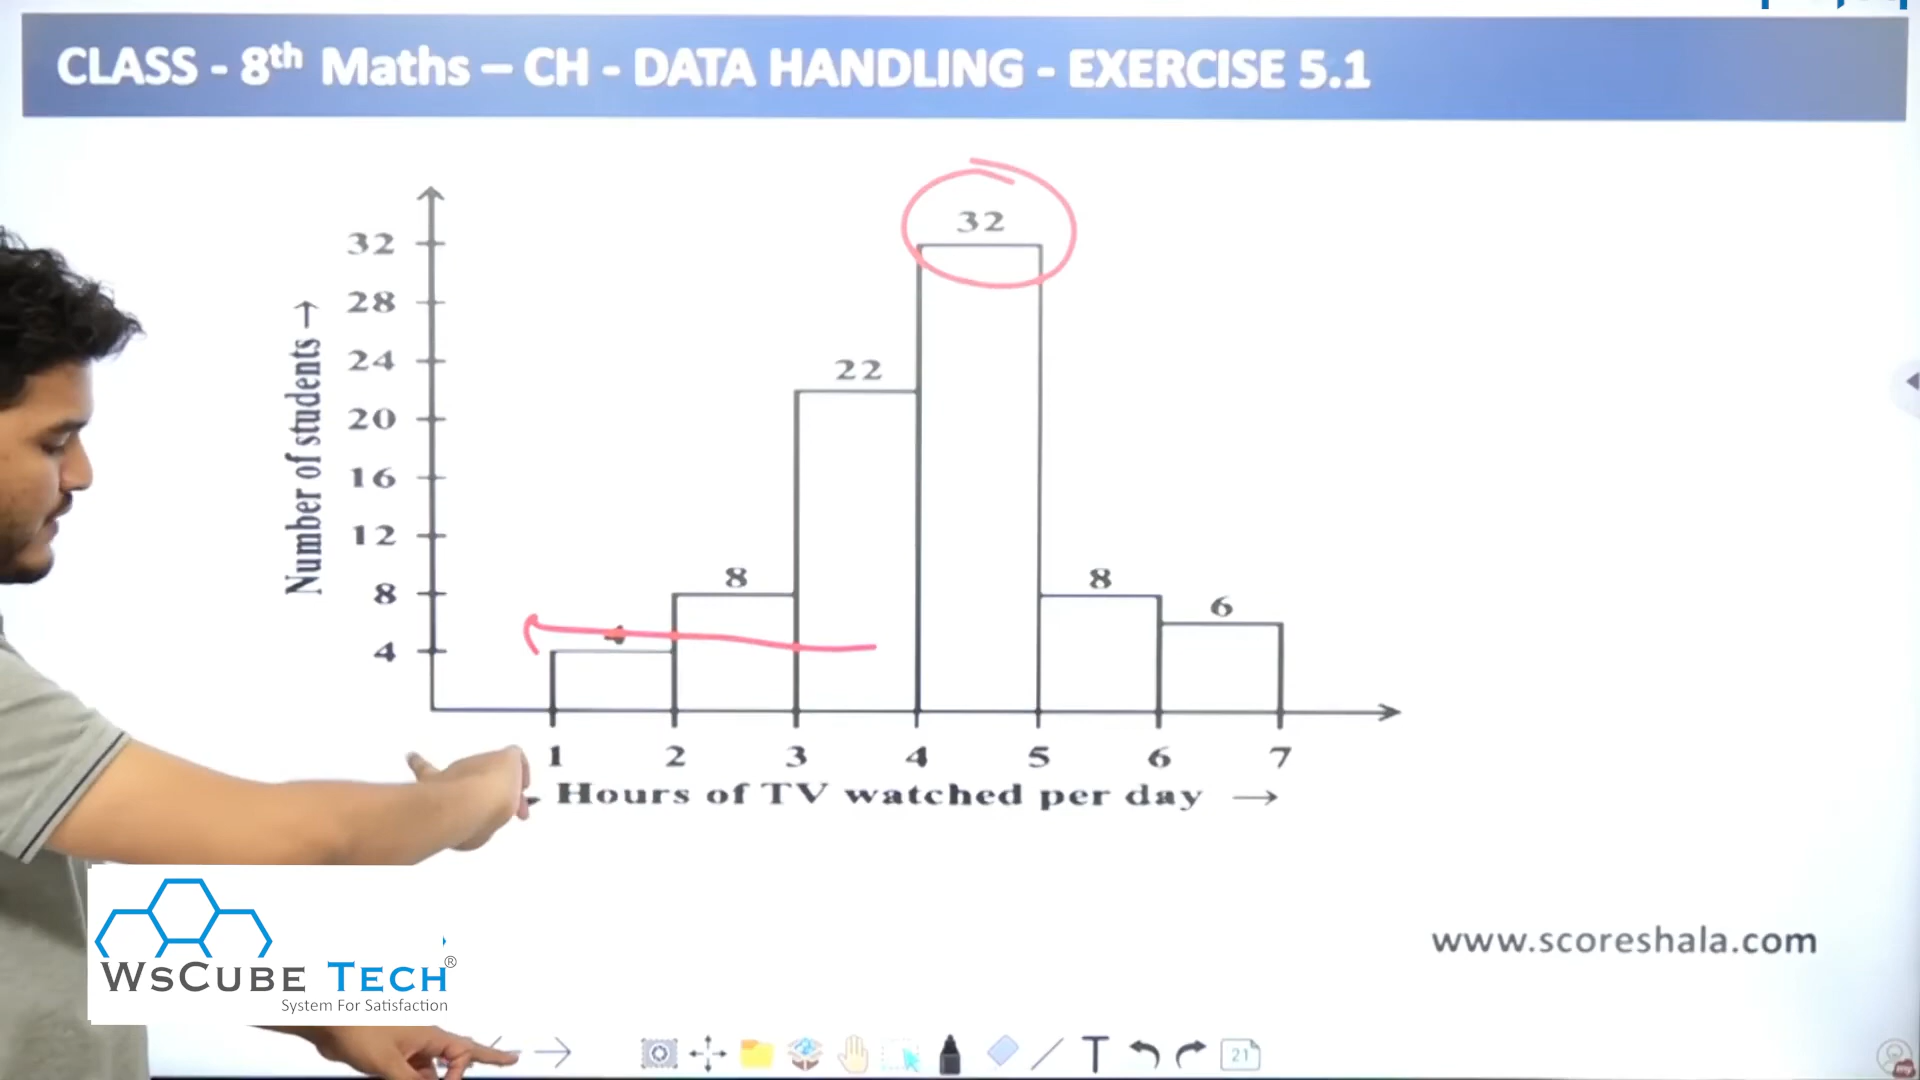 CLASS - 8th Maths – CH - DATA HANDLING - EXERCISE 5.1
32
32
28
24
22
20
16
12
8
8
8
6
4
4
Number of students →
1 2 3 4 5 6 7
Hours of TV watched per day →
www.scoreshala.com
WSCUBE TECH®
System For Satisfaction
T
21